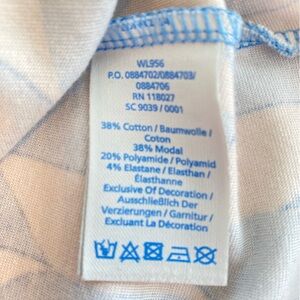 WL956
P.O. 0884702/0884703/
0884706
RN 118027
SC 9039 / 0001
38% Cotton / Baumwolle /
Coton
38% Modal
20% Polyamide / Polyamid
4% Elastane / Elasthan /
Élasthanne
Exclusive Of Decoration /
Ausschließlich Der
Verzierungen / Garnitur /
Excluant La Décoration